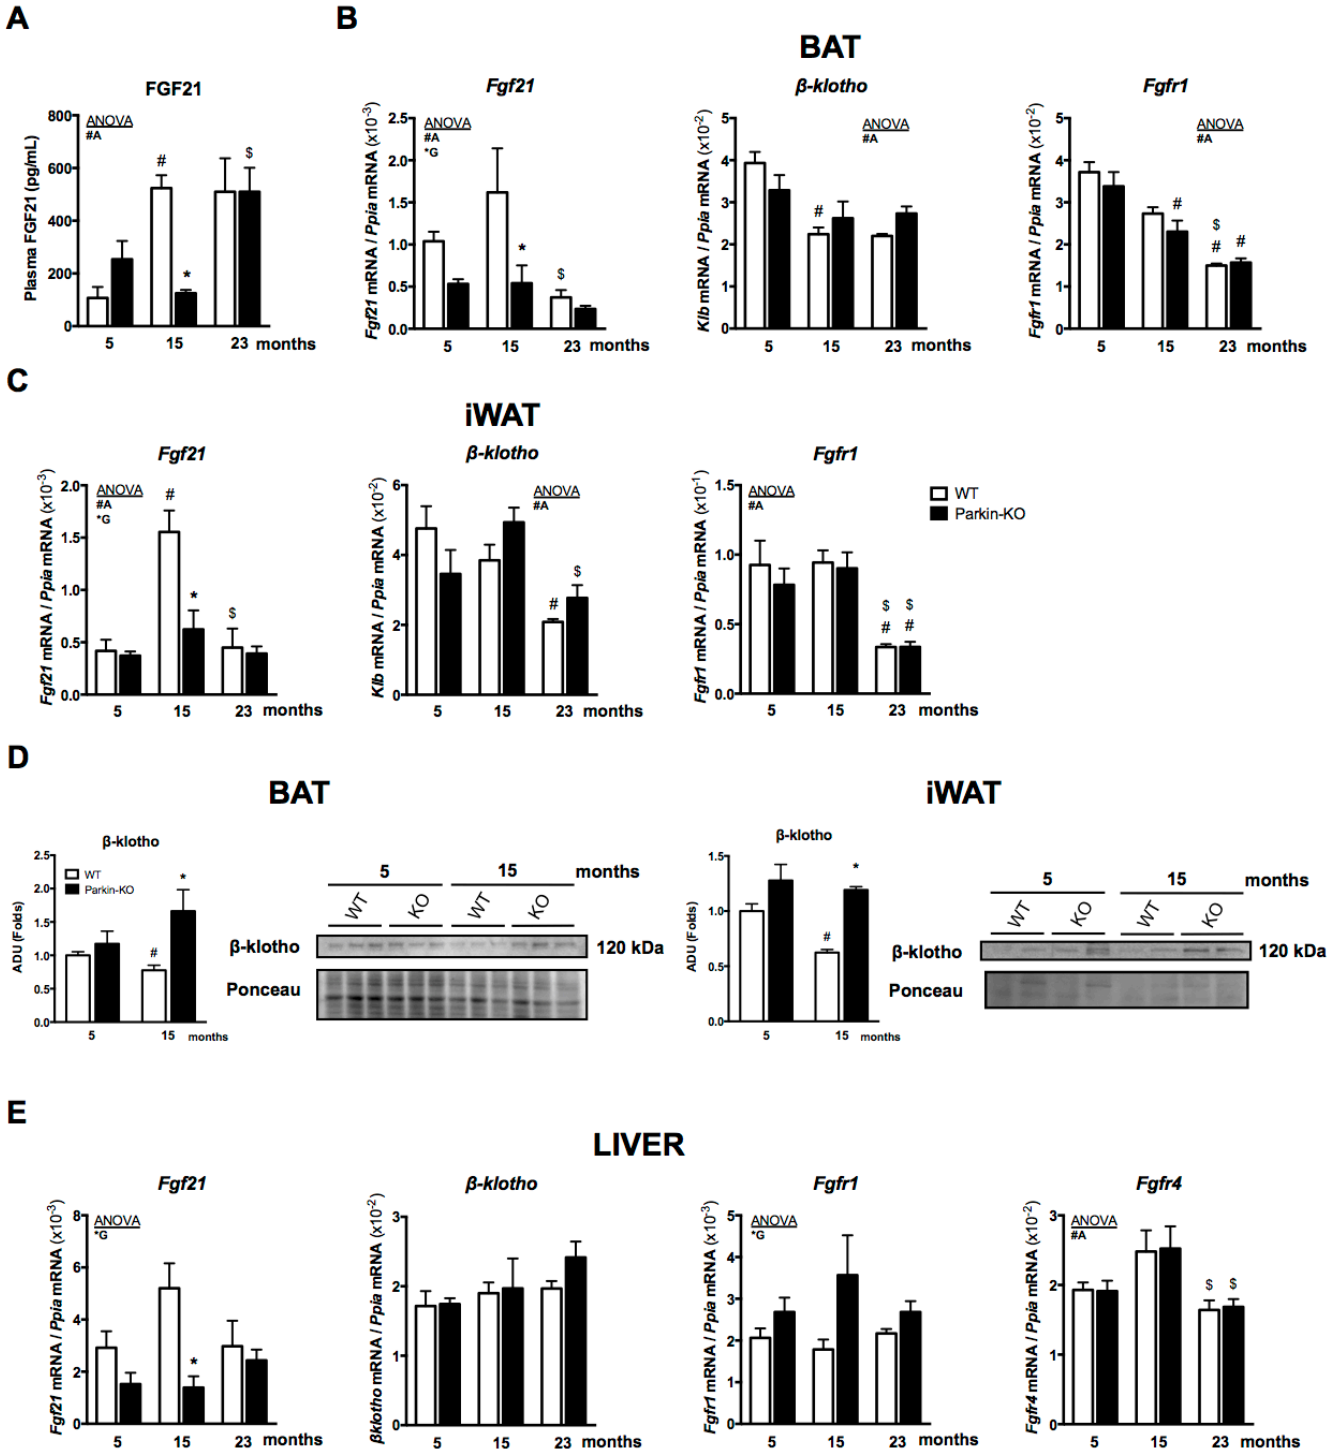 A
B
BAT
FGF21
Plasma FGF21 (pg/mL)
800
600
400
200
0
ANOVA
#A
#
*
$
5 15 23 months
Fgf21
Fgf21 mRNA / Ppia mRNA (x10-3)
2.5
2.0
1.5
1.0
0.5
0.0
ANOVA
#A
*G
*
$
5 15 23 months
β-klotho
Klb mRNA / Ppia mRNA (x10-2)
5
4
3
2
1
0
ANOVA
#A
#
5 15 23 months
Fgfr1
Fgfr1 mRNA / Ppia mRNA (x10-2)
5
4
3
2
1
0
ANOVA
#A
#
$
#
#
5 15 23 months
C
iWAT
Fgf21
Fgf21 mRNA / Ppia mRNA (x10-3)
2.0
1.5
1.0
0.5
0.0
ANOVA
#A
*G
#
*
$
5 15 23 months
β-klotho
Klb mRNA / Ppia mRNA (x10-2)
6
4
2
0
ANOVA
#A
#
$
5 15 23 months
Fgfr1
Fgfr1 mRNA / Ppia mRNA (x10-1)
1.5
1.0
0.5
0.0
ANOVA
#A
$ $
# #
5 15 23 months
WT
Parkin-KO
D
BAT
β-klotho
ADU (Folds)
2.5
2.0
1.5
1.0
0.5
0.0
WT
Parkin-KO
#
*
5 15 months
5 15 months
WT KO WT KO
β-klotho 120 kDa
Ponceau
iWAT
β-klotho
ADU (Folds)
1.5
1.0
0.5
0.0
#
*
5 15 months
5 15 months
WT KO WT KO
β-klotho 120 kDa
Ponceau
E
LIVER
Fgf21
Fgf21 mRNA / Ppia mRNA (x10-3)
8
6
4
2
0
ANOVA
*G
*
5 15 23 months
β-klotho
βklotho mRNA / Ppia mRNA (x10-2)
3
2
1
0
5 15 23 months
Fgfr1
Fgfr1 mRNA / Ppia mRNA (x10-3)
5
4
3
2
1
0
ANOVA
*G
5 15 23 months
Fgfr4
Fgfr4 mRNA / Ppia mRNA (x10-2)
3
2
1
0
ANOVA
#A
$ $
5 15 23 months